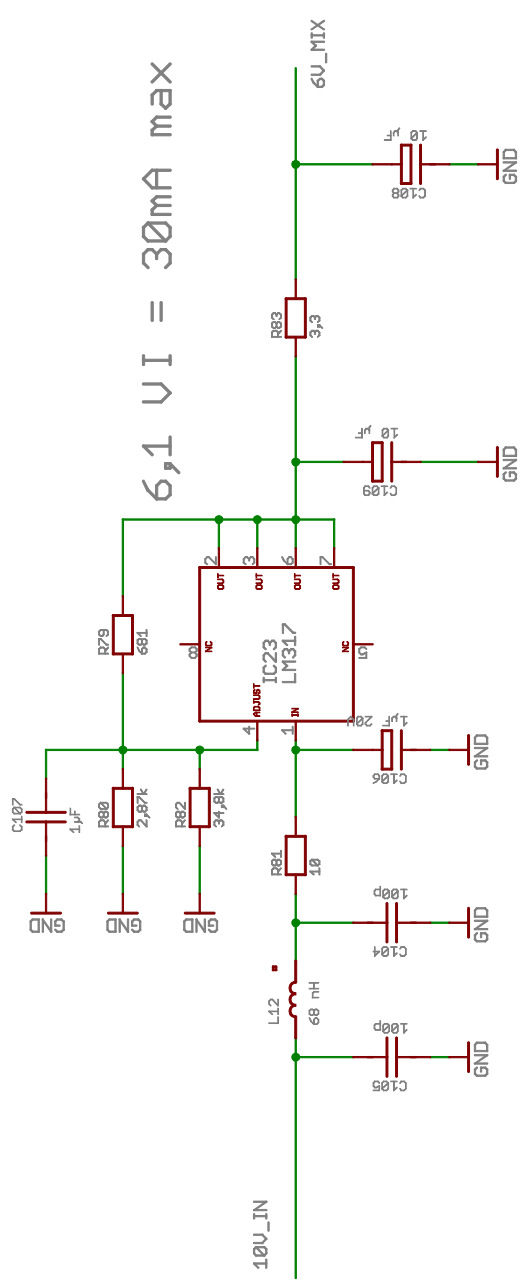 6V_MIX
6,1 V I = 30mA max
10 µF
C108
GND
R83
3,3
10 µF
C109
GND
2
3
6
7
OUT
OUT
OUT
OUT
R79
681
8
NC
IC23
LM317
NC
5
ADJUST
IN
4
1
1µF 20V
C106
GND
C107
1µF
R80
2,87k
R82
34,8k
R81
10
GND
GND
GND
100p
C104
GND
L12
68 nH
100p
C105
GND
10V_IN